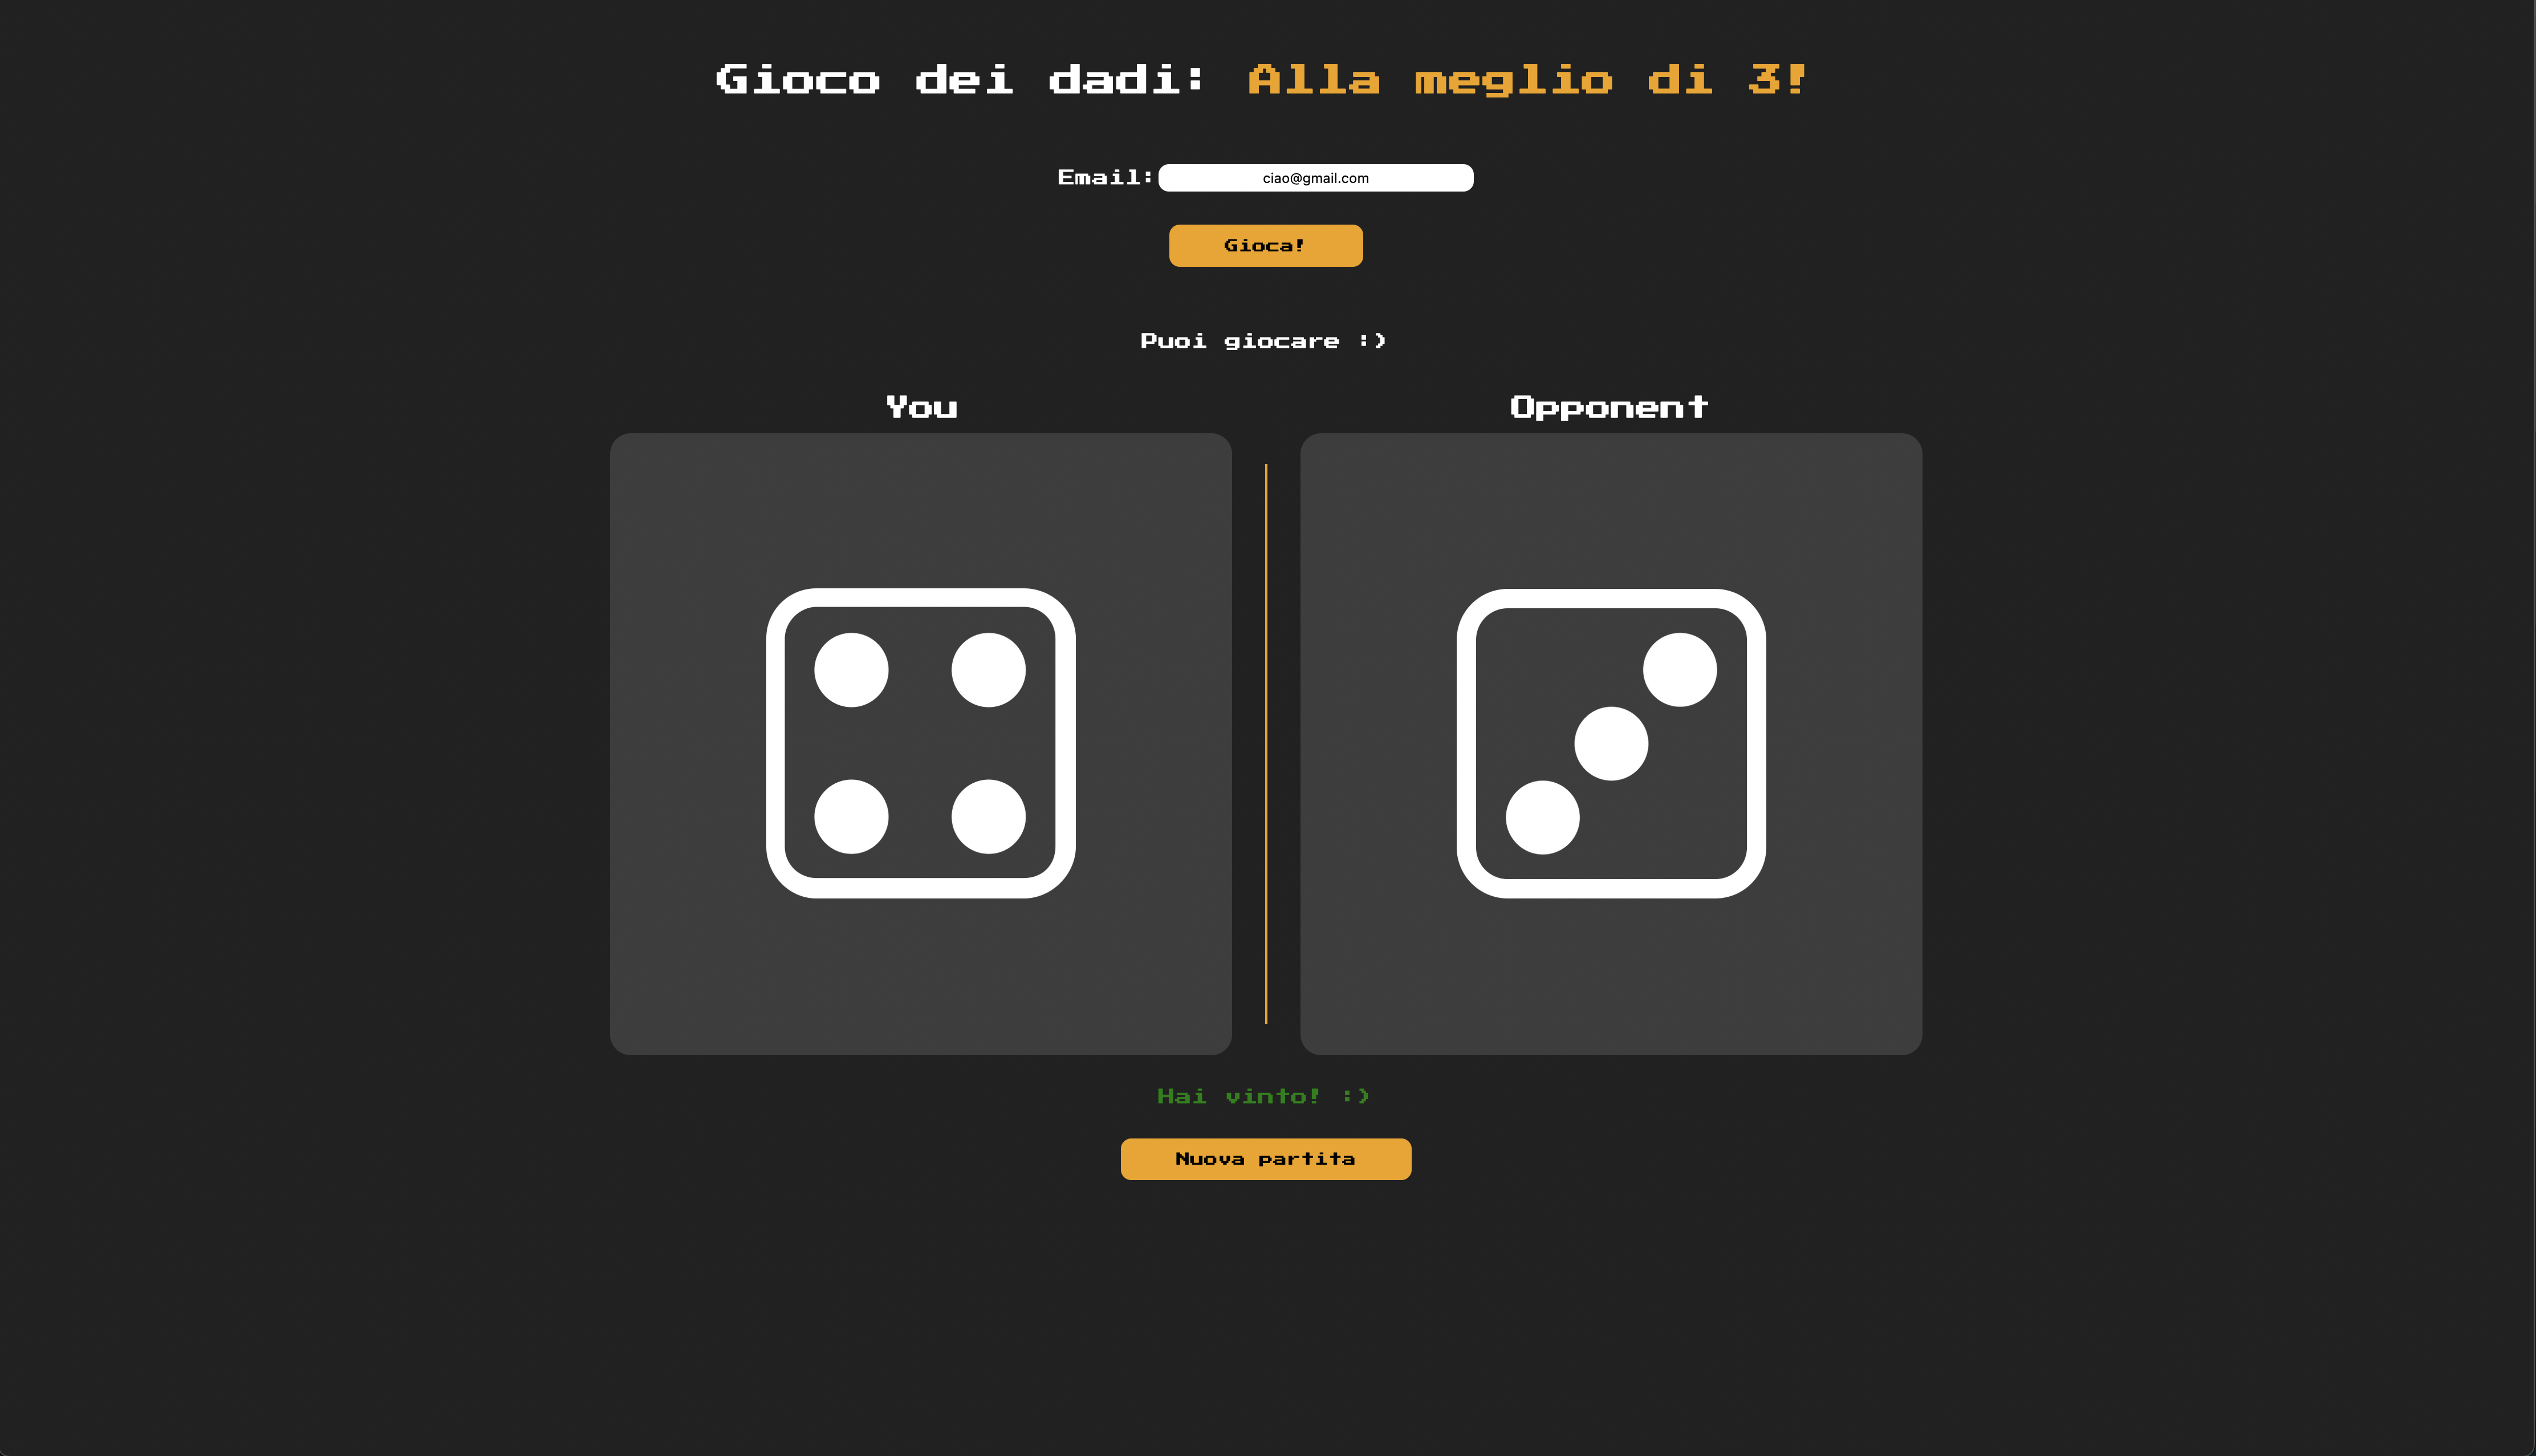 Gioco dei dadi: Alla meglio di 3!
Email: ciao@gmail.com
Gioca!
Puoi giocare :)
You
Opponent
Hai vinto! :)
Nuova partita